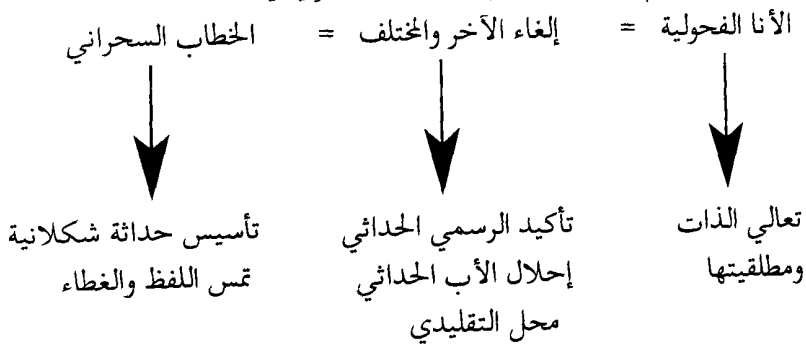 الأنا الفحولية = إلغاء الآخر والمختلف = الخطاب السحراني
تعالي الذات
ومطلقيتها
تأكيد الرسمي الحداثي
إحلال الأب الحداثي
محل التقليدي
تأسيس حداثة شكلانية
تمس اللفظ والغطاء